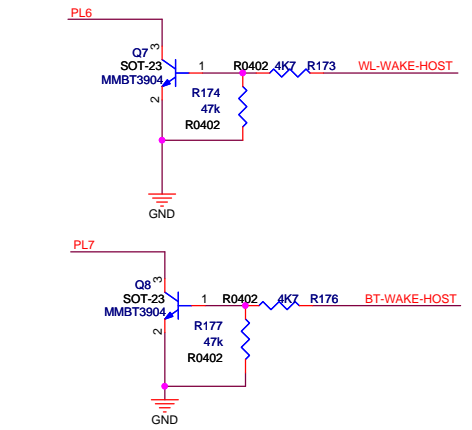 PL6
3
Q7
SOT-23
MMBT3904
1
R0402 4K7 R173
WL-WAKE-HOST
2
R174
47k
R0402
GND
PL7
3
Q8
SOT-23
MMBT3904
1
R0402 4K7 R176
BT-WAKE-HOST
2
R177
47k
R0402
GND